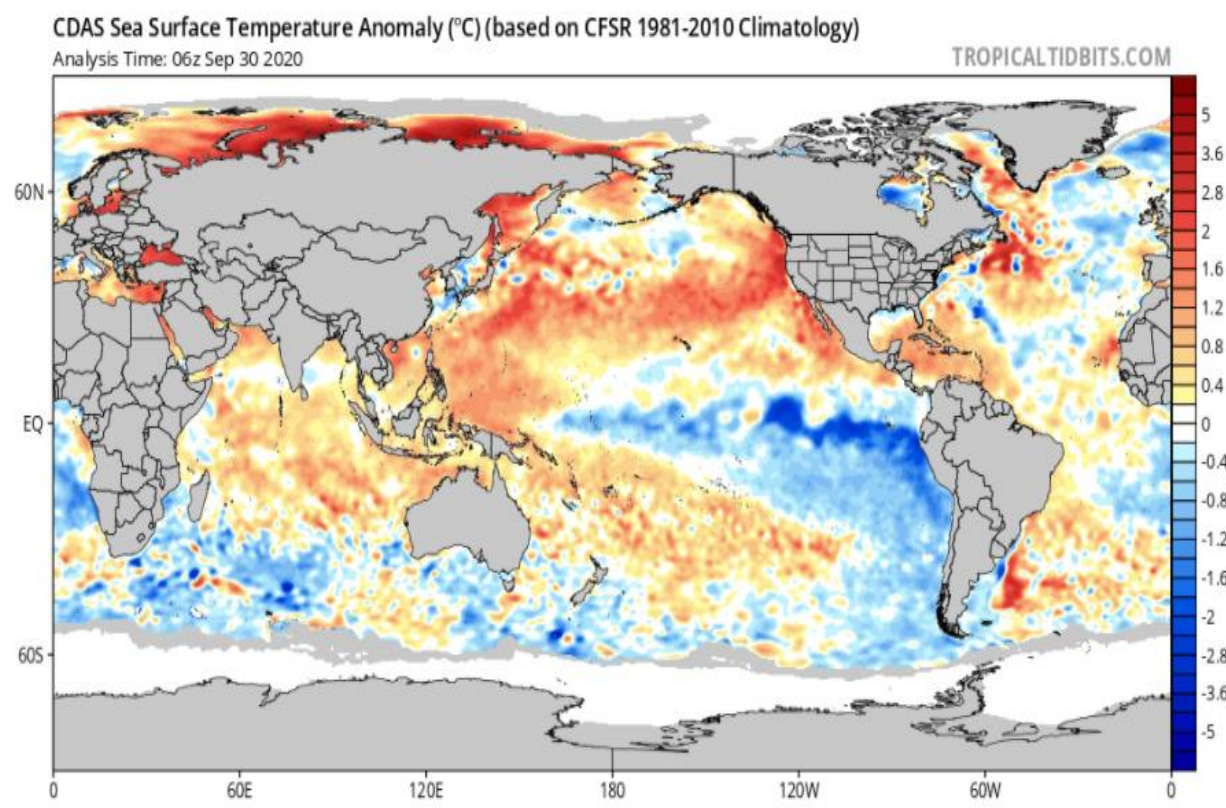 CDAS Sea Surface Temperature Anomaly (°C) (based on CFSR 1981-2010 Climatology)
Analysis Time: 06z Sep 30 2020
TROPICALTIDBITS.COM
60N
EQ
60S
0
60E
120E
180
120W
60W
0
5
3.6
2.8
2
1.6
1.2
0.8
0.4
0
-0.4
-0.8
-1.2
-1.6
-2
-2.8
-3.6
-5